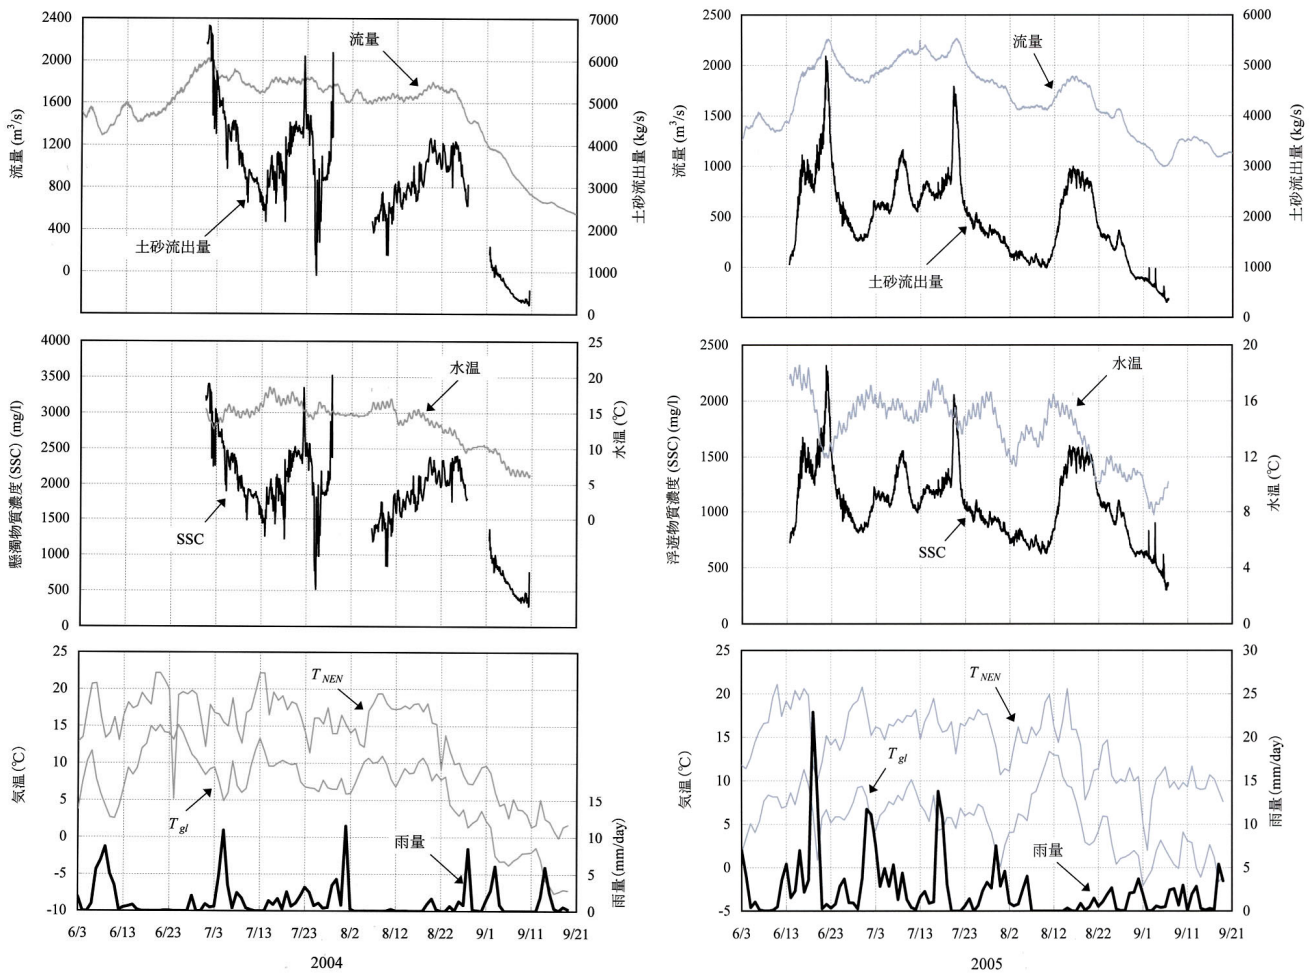 2400
2000
1600
1200
800
400
0
流量 (m³/s)
7000
6000
5000
4000
3000
2000
1000
0
土砂流出量 (kg/s)
流量
土砂流出量
2500
2000
1500
1000
500
0
流量 (m³/s)
6000
5000
4000
3000
2000
1000
0
土砂流出量 (kg/s)
流量
土砂流出量
4000
3500
3000
2500
2000
1500
1000
500
0
懸濁物質濃度 (SSC) (mg/l)
25
20
15
10
5
0
水温 (℃)
水温
SSC
2500
2000
1500
1000
500
0
浮遊物質濃度 (SSC) (mg/l)
20
16
12
8
4
0
水温 (℃)
水温
SSC
25
20
15
10
5
0
-5
-10
気温 (℃)
15
10
5
0
雨量 (mm/day)
T NEN
T gl
雨量
6/3 6/13 6/23 7/3 7/13 7/23 8/2 8/12 8/22 9/1 9/11 9/21
2004
25
20
15
10
5
0
-5
気温 (℃)
30
25
20
15
10
5
0
雨量 (mm/day)
T NEN
T gl
雨量
6/3 6/13 6/23 7/3 7/13 7/23 8/2 8/12 8/22 9/1 9/11 9/21
2005